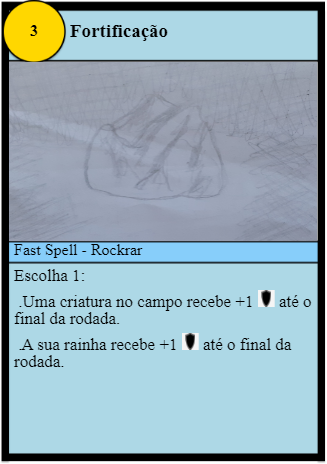 3
Fortificação
Fast Spell - Rockrar
Escolha 1:
.Uma criatura no campo recebe +1 até o
final da rodada.
.A sua rainha recebe +1 até o final da
rodada.